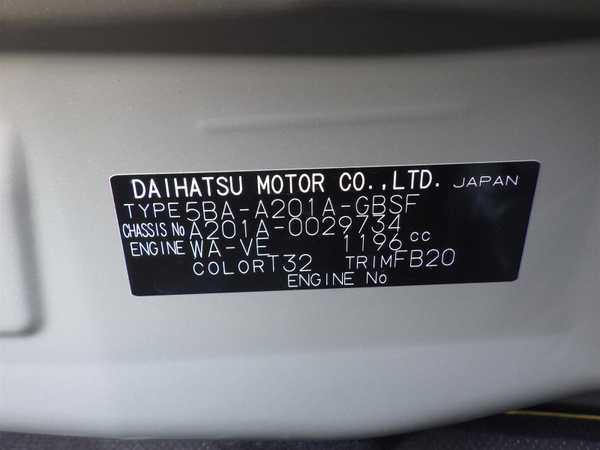 DAIHATSU MOTOR CO.,LTD. JAPAN
TYPE 5BA-A201A-GBSF
CHASSIS No A201A-0029734
ENGINE WA-VE 1196 cc
COLOR T32 TRIM FB20
ENGINE No